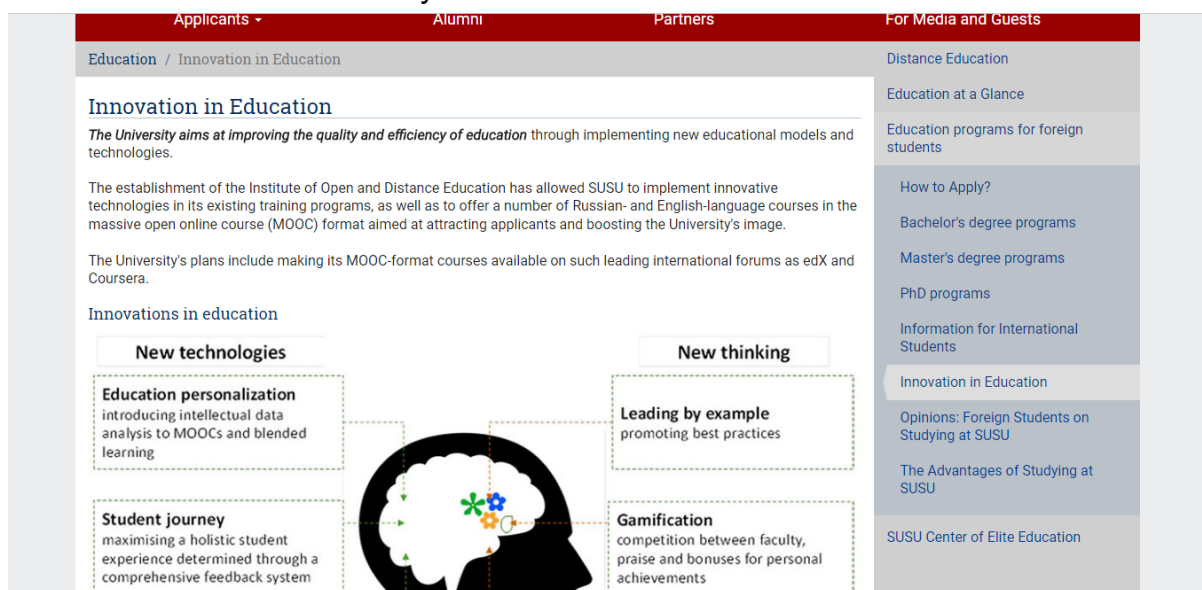 Applicants
Alumni
Partners
For Media and Guests
Education / Innovation in Education
Innovation in Education
The University aims at improving the quality and efficiency of education through implementing new educational models and
technologies.
The establishment of the Institute of Open and Distance Education has allowed SUSU to implement innovative
technologies in its existing training programs, as well as to offer a number of Russian- and English-language courses in the
massive open online course (MOOC) format aimed at attracting applicants and boosting the University's image.
The University's plans include making its MOOC-format courses available on such leading international forums as edX and
Coursera.
Innovations in education
New technologies
Education personalization
introducing intellectual data
analysis to MOOCs and blended
learning
Student journey
maximising a holistic student
experience determined through a
comprehensive feedback system
New thinking
Leading by example
promoting best practices
Gamification
competition between faculty,
praise and bonuses for personal
achievements
Distance Education
Education at a Glance
Education programs for foreign
students
How to Apply?
Bachelor's degree programs
Master's degree programs
PhD programs
Information for International
Students
Innovation in Education
Opinions: Foreign Students on
Studying at SUSU
The Advantages of Studying at
SUSU
SUSU Center of Elite Education